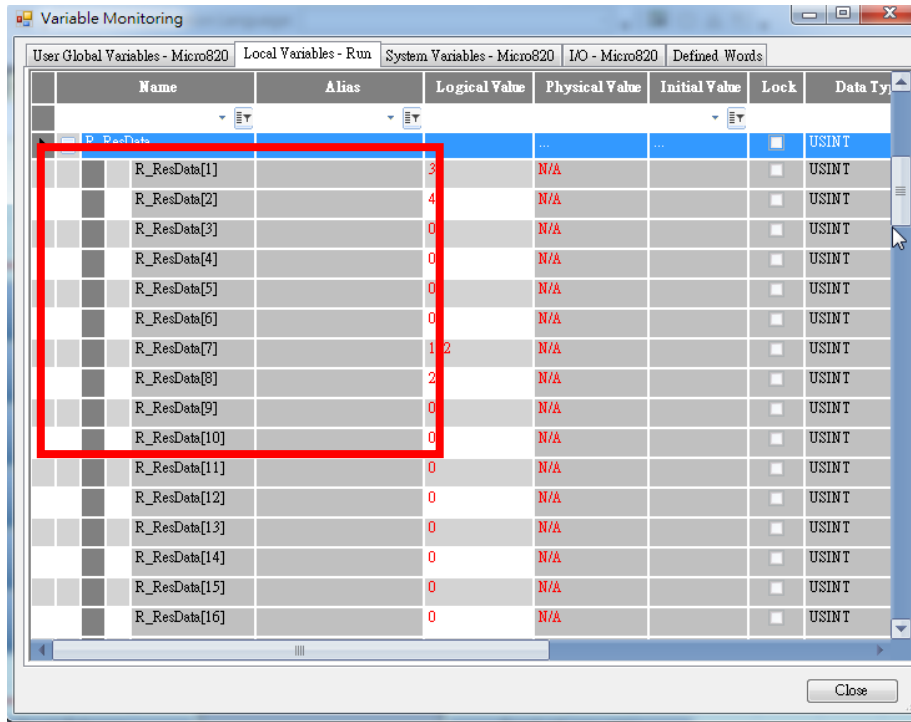 Variable Monitoring
User Global Variables - Micro820 Local Variables - Run System Variables - Micro820 I/O - Micro820 Defined Words
Name Alias Logical Value Physical Value Initial Value Lock Data Typ
R_ResData ... ... USINT
R_ResData[1] 3 N/A USINT
R_ResData[2] 4 N/A USINT
R_ResData[3] 0 N/A USINT
R_ResData[4] 0 N/A USINT
R_ResData[5] 0 N/A USINT
R_ResData[6] 0 N/A USINT
R_ResData[7] N/A USINT
R_ResData[8] 2 N/A USINT
R_ResData[9] 0 N/A USINT
R_ResData[10] 0 N/A USINT
R_ResData[11] 0 N/A USINT
R_ResData[12] 0 N/A USINT
R_ResData[13] 0 N/A USINT
R_ResData[14] 0 N/A USINT
R_ResData[15] 0 N/A USINT
R_ResData[16] 0 N/A USINT
Close